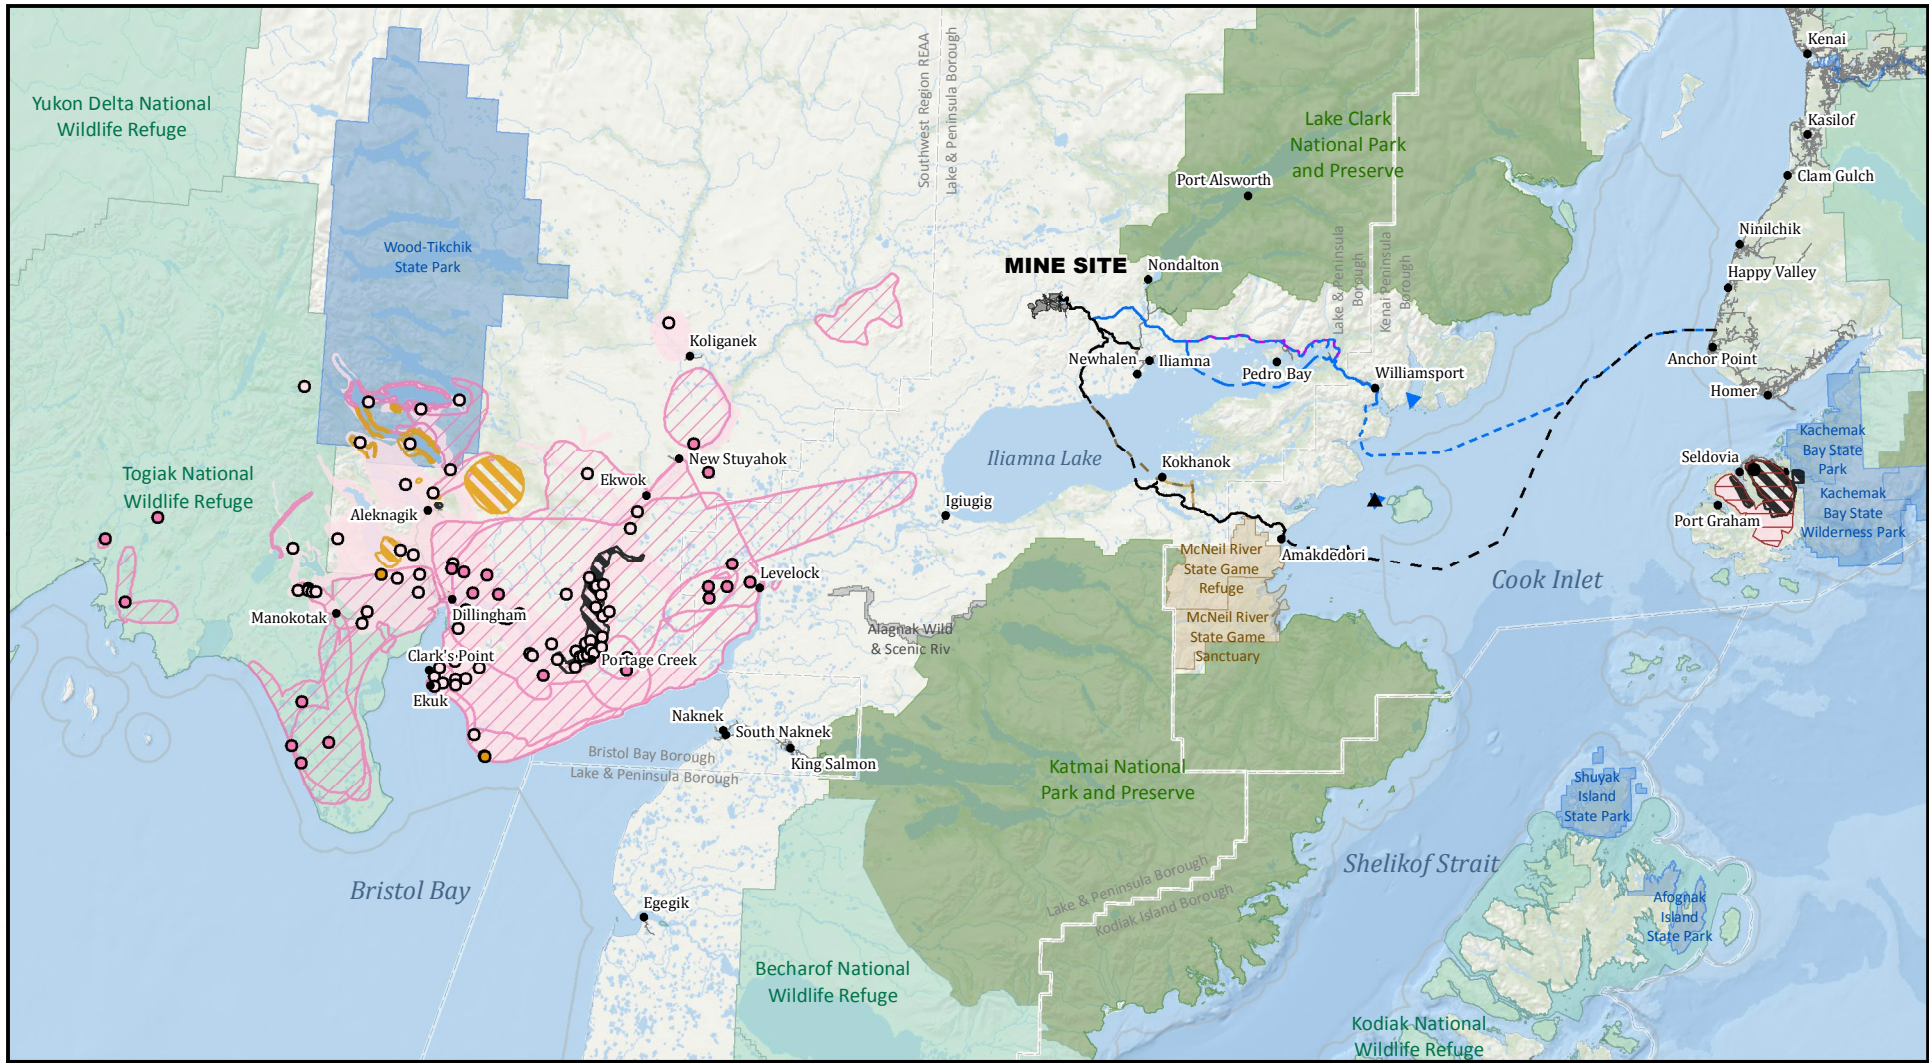 Yukon Delta National
Wildlife Refuge
Wood-Tikchik
State Park
Southwest Region REAA
Lake & Peninsula Borough
Lake Clark
National Park
and Preserve
Port Alsworth
Kenai
Kasilof
Clam Gulch
Ninilchik
Happy Valley
MINE SITE
Nondalton
Lake & Peninsula
Borough
Kenai Peninsula
Borough
Koliganek
Newhalen
Iliamna
Pedro Bay
Williamsport
Anchor Point
Homer
Kachemak
Bay State
Park
Kachemak
Bay State
Wilderness Park
Seldovia
Port Graham
Togiak National
Wildlife Refuge
New Stuyahok
Ekwok
Aleknagik
Iliamna Lake
Kokhanok
Igiugig
McNeil River
State Game
Refuge
McNeil River
State Game
Sanctuary
Amakdedori
Cook Inlet
Levelock
Manokotak
Dillingham
Alagnak Wild
& Scenic Riv
Clark's Point
Portage Creek
Ekuk
Naknek
South Naknek
King Salmon
Bristol Bay Borough
Lake & Peninsula Borough
Katmai National
Park and Preserve
Shuyak
Island
State Park
Shelikof Strait
Lake & Peninsula Borough
Kodiak Island Borough
Bristol Bay
Egegik
Afognak
Island
State Park
Becharof National
Wildlife Refuge
Kodiak National
Wildlife Refuge